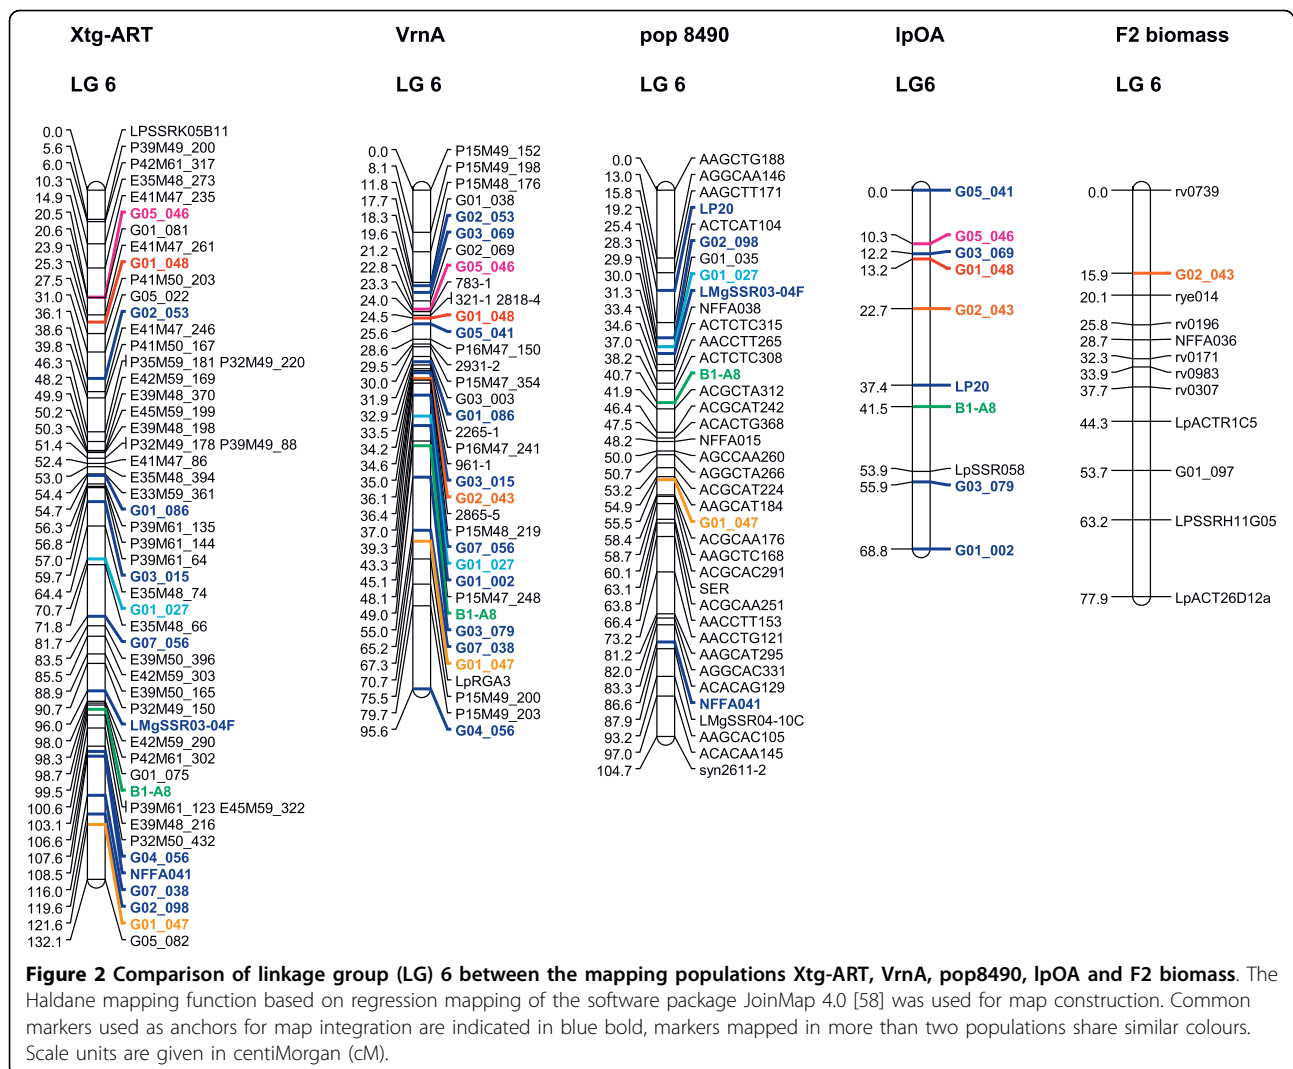 Xtg-ART
VrnA
pop 8490
lpOA
F2 biomass
LG 6
LG 6
LG 6
LG6
LG 6
0.0 LPSSRK05B11
5.6 P39M49_200
6.0 P42M61_317
10.3 E35M48_273
14.9 E41M47_235
20.5 G05_046
20.6 G01_081
23.9 E41M47_261
25.3 G01_048
27.5 P41M50_203
31.0 G05_022
36.1 G02_053
38.6 E41M47_246
39.8 P41M50_167
46.3 P35M59_181 P32M49_220
48.2 E42M59_169
49.9 E39M48_370
50.2 E45M59_199
50.3 E39M48_198
51.4 P32M49_178 P39M49_88
52.4 E41M47_86
53.0 E35M48_394
54.4 E33M59_361
54.7 G01_086
56.3 P39M61_135
56.8 P39M61_144
57.0 P39M61_64
59.7 G03_015
64.4 E35M48_74
70.7 G01_027
71.8 E35M48_66
81.7 G07_056
83.5 E39M50_396
85.5 E42M59_303
88.9 E39M50_165
90.7 P32M49_150
96.0 LMgSSR03-04F
98.0 E42M59_290
98.3 P42M61_302
98.7 G01_075
99.5 B1-A8
100.6 P39M61_123 E45M59_322
103.1 E39M48_216
106.6 P32M50_432
107.6 G04_056
108.5 NFFA041
116.0 G07_038
119.6 G02_098
121.6 G01_047
132.1 G05_082
0.0 P15M49_152
8.1 P15M49_198
11.8 P15M48_176
17.7 G01_038
18.3 G02_053
19.6 G03_069
21.2 G02_069
22.8 G05_046
23.3 783-1
24.0 321-1 2818-4
24.5 G01_048
25.6 G05_041
28.6 P16M47_150
29.5 2931-2
30.0 P15M47_354
31.9 G03_003
32.9 G01_086
33.5 2265-1
34.2 P16M47_241
34.6 961-1
35.0 G03_015
36.1 G02_043
36.4 2865-5
37.0 P15M48_219
39.3 G07_056
43.3 G01_027
45.1 G01_002
48.1 P15M47_248
49.0 B1-A8
55.0 G03_079
65.2 G07_038
67.3 G01_047
70.7 LpRGA3
75.5 P15M49_200
79.7 P15M49_203
95.6 G04_056
0.0 AAGCTG188
13.0 AGGCAA146
15.8 AAGCTT171
19.2 LP20
25.4 ACTCAT104
28.3 G02_098
29.9 G01_035
30.0 G01_027
31.3 LMgSSR03-04F
33.4 NFFA038
34.6 ACTCTC315
37.0 AACCTT265
38.2 ACTCTC308
40.7 B1-A8
41.9 ACGCTA312
46.4 ACGCAT242
47.5 ACACTG368
48.2 NFFA015
50.0 AGCCAA260
50.7 AGGCTA266
53.2 ACGCAT224
54.9 AAGCAT184
55.5 G01_047
58.4 ACGCAA176
58.7 AAGCTC168
60.1 ACGCAC291
63.1 SER
63.8 ACGCAA251
66.4 AACCTT153
73.2 AACCTG121
81.2 AAGCAT295
82.0 AGGCAC331
83.3 ACACAG129
86.6 NFFA041
87.9 LMgSSR04-10C
93.2 AAGCAC105
97.0 ACACAA145
104.7 syn2611-2
0.0 G05_041
10.3 G05_046
12.2 G03_069
13.2 G01_048
22.7 G02_043
37.4 LP20
41.5 B1-A8
53.9 LpSSR058
55.9 G03_079
68.8 G01_002
0.0 rv0739
15.9 G02_043
20.1 rye014
25.8 rv0196
28.7 NFFA036
32.3 rv0171
33.9 rv0983
37.7 rv0307
44.3 LpACTR1C5
53.7 G01_097
63.2 LPSSRH11G05
77.9 LpACT26D12a
Figure 2 Comparison of linkage group (LG) 6 between the mapping populations Xtg-ART, VrnA, pop8490, lpOA and F2 biomass. The
Haldane mapping function based on regression mapping of the software package JoinMap 4.0 [58] was used for map construction. Common
markers used as anchors for map integration are indicated in blue bold, markers mapped in more than two populations share similar colours.
Scale units are given in centiMorgan (cM).